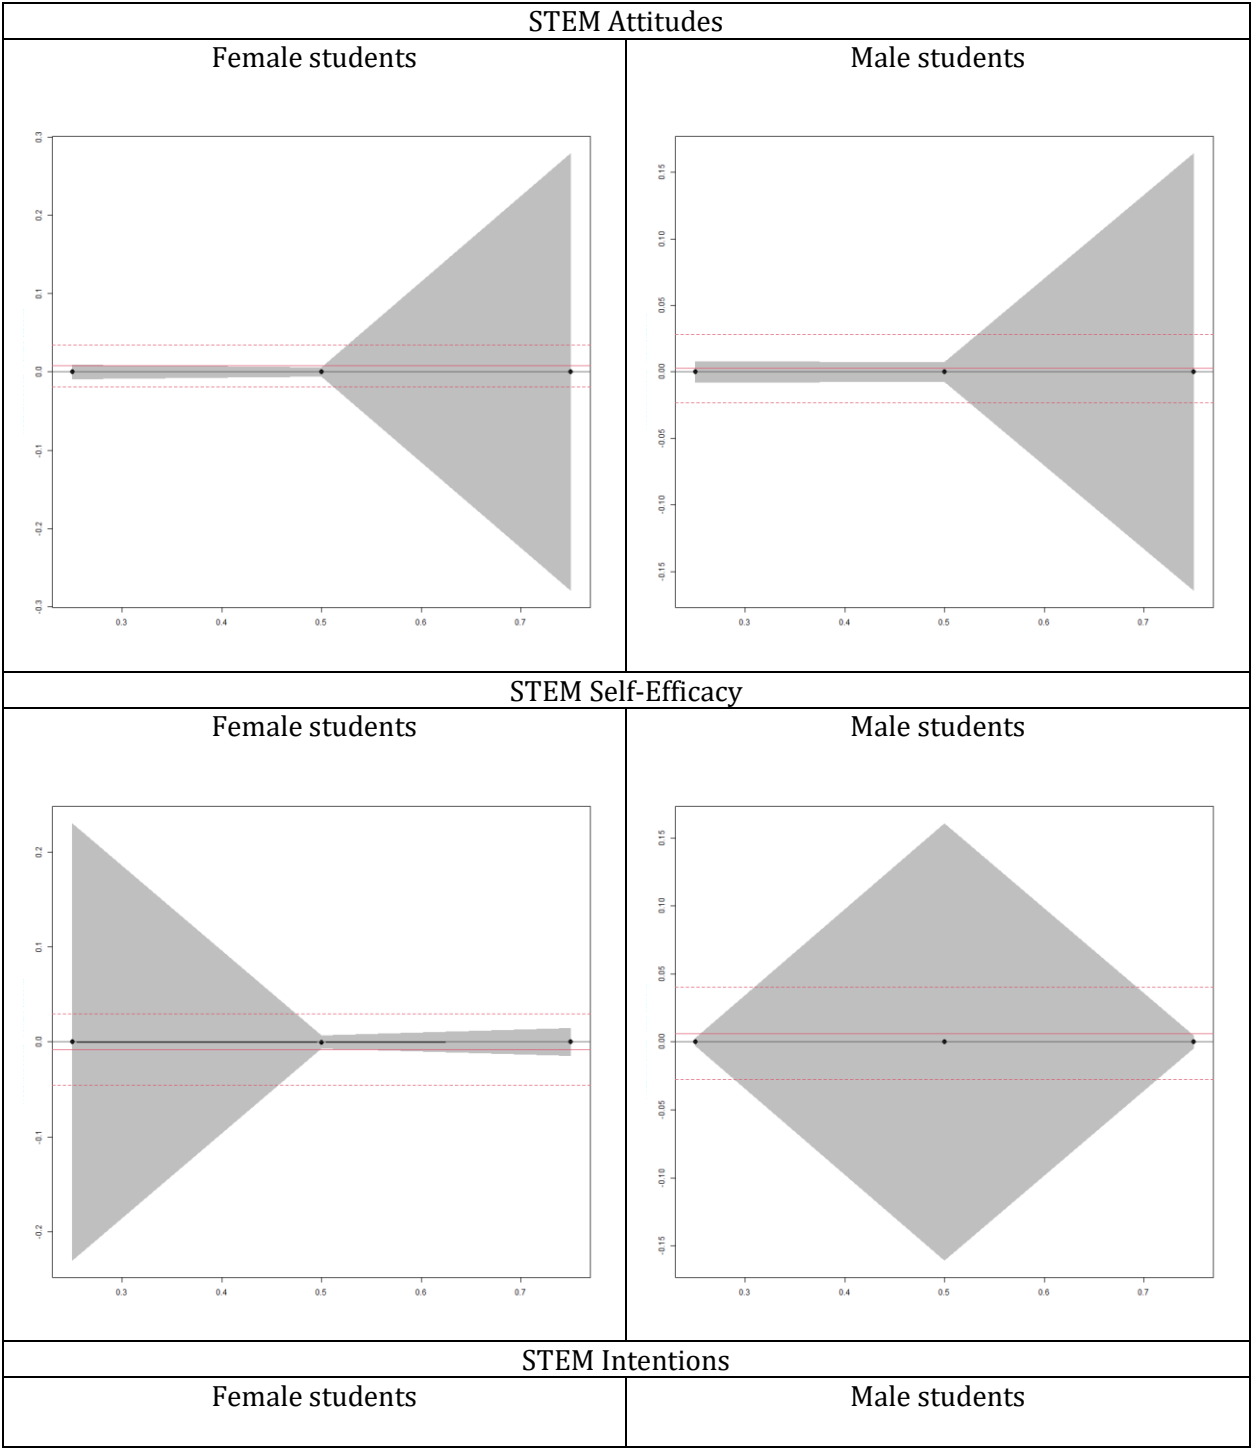 STEM Attitudes
Female students
Male students
0.3
0.2
0.1
0.0
-0.1
-0.2
-0.3
0.3 0.4 0.5 0.6 0.7
0.15
0.10
0.05
0.00
-0.05
-0.10
-0.15
0.3 0.4 0.5 0.6 0.7
STEM Self-Efficacy
Female students
Male students
0.2
0.1
0.0
-0.1
-0.2
0.3 0.4 0.5 0.6 0.7
0.15
0.10
0.05
0.00
-0.05
-0.10
-0.15
0.3 0.4 0.5 0.6 0.7
STEM Intentions
Female students
Male students